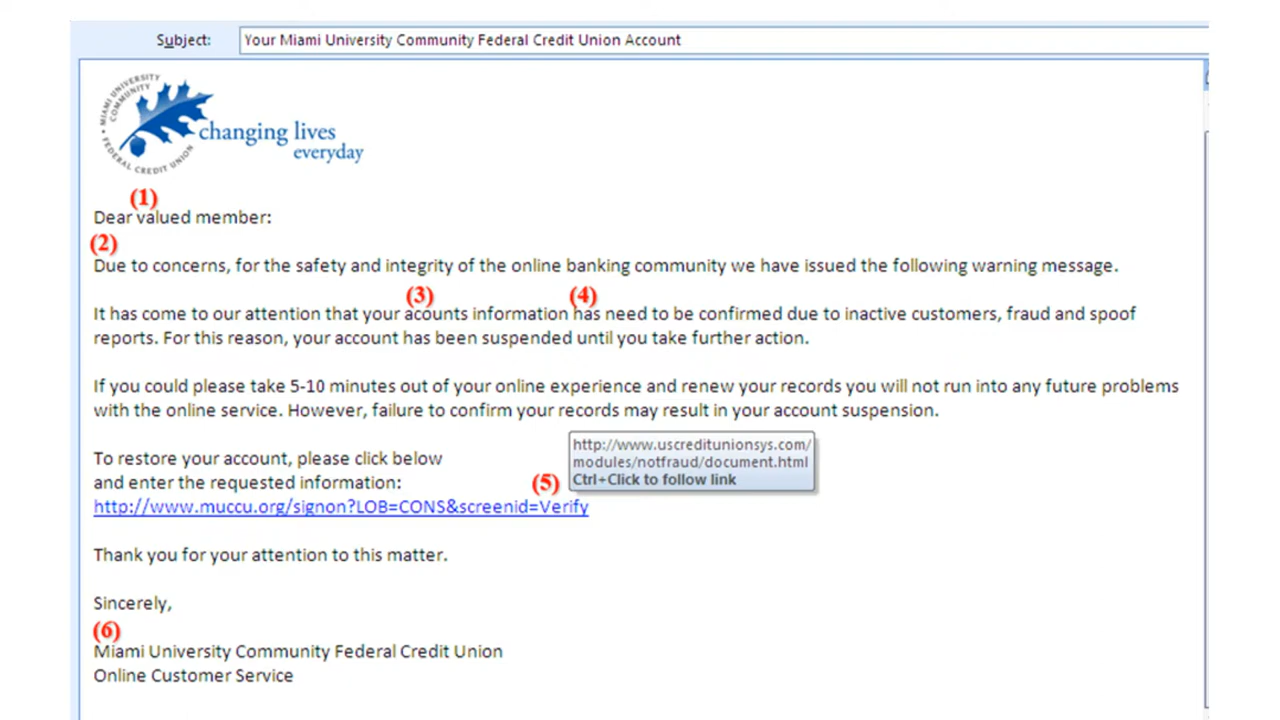 Subject: Your Miami University Community Federal Credit Union Account
MIAMI UNIVERSITY COMMUNITY • FEDERAL CREDIT UNION •
changing lives
everyday
(1)
Dear valued member:
(2)
Due to concerns, for the safety and integrity of the online banking community we have issued the following warning message.
(3) (4)
It has come to our attention that your acounts information has need to be confirmed due to inactive customers, fraud and spoof
reports. For this reason, your account has been suspended until you take further action.
If you could please take 5-10 minutes out of your online experience and renew your records you will not run into any future problems
with the online service. However, failure to confirm your records may result in your account suspension.
http://www.uscreditunionsys.com/
modules/notfraud/document.html
Ctrl+Click to follow link
To restore your account, please click below
and enter the requested information:
(5)
http://www.muccu.org/signon?LOB=CONS&screenid=Verify
Thank you for your attention to this matter.
Sincerely,
(6)
Miami University Community Federal Credit Union
Online Customer Service